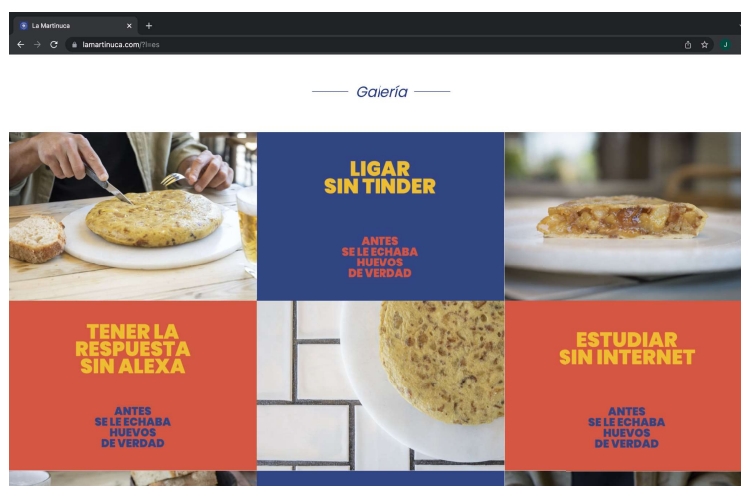 La Martinuca
lamartinuca.com/?l=es
J
Galería
LIGAR
SIN TINDER
ANTES
SE LE ECHABA
HUEVOS
DE VERDAD
TENER LA
RESPUESTA
SIN ALEXA
ANTES
SE LE ECHABA
HUEVOS
DE VERDAD
ESTUDIAR
SIN INTERNET
ANTES
SE LE ECHABA
HUEVOS
DE VERDAD